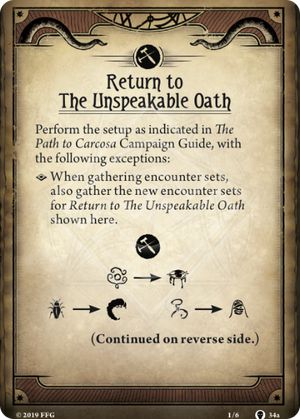 Return to
The Unspeakable Oath
Perform the setup as indicated in The
Path to Carcosa Campaign Guide, with
the following exceptions:
When gathering encounter sets,
also gather the new encounter sets
for Return to The Unspeakable Oath
shown here.
(Continued on reverse side.)
© 2019 FFG 1/6 34a